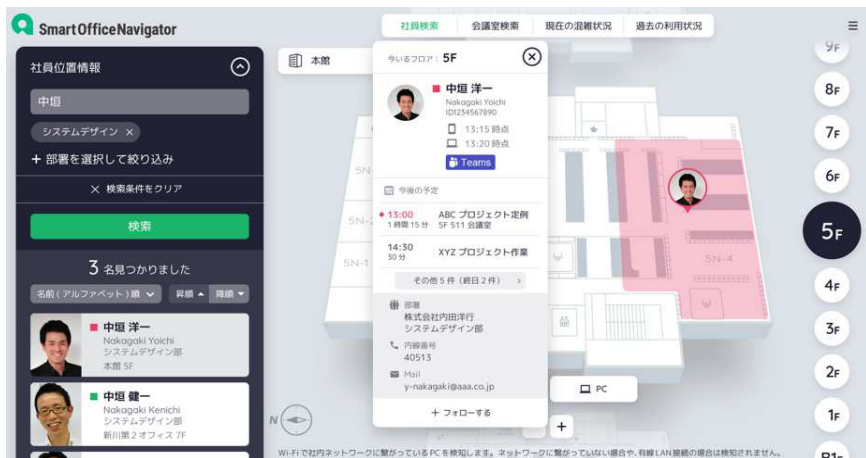 SmartOfficeNavigator
社員検索
会議室検索
現在の混雑状況
過去の利用状況
社員位置情報
中垣
システムデザイン ×
+ 部署を選択して絞り込み
× 検索条件をクリア
検索
3 名見つかりました
名前 ( アルファベット ) 順
昇順 ▲
降順 ▼
中垣 洋一
Nakagaki Yoichi
システムデザイン部
本館 5F
中垣 健一
Nakagaki Kenichi
システムデザイン部
新川第 2 オフィス 7F
本館
今いるフロア : 5F
中垣 洋一
Nakagaki Yoichi
ID1234567890
13:15 時点
13:20 時点
Teams
今後の予定
13:00 ABC プロジェクト定例
1 時間 15 分 5F 511 会議室
14:30 XYZ プロジェクト作業
30 分
その他 5 件 ( 終日 2 件 ) ›
部署
株式会社内田洋行
システムデザイン部
内線番号
40513
Mail
y-nakagaki@aaa.co.jp
+ フォローする
5N-1
5N-4
PC
N
+
Wi-Fi で社内ネットワークに繋がっている PC を検知します。ネットワークに繋がっていない場合や、有線 LAN 接続の場合は検知されません。
9F
8F
7F
6F
5F
4F
3F
2F
1F
B1F